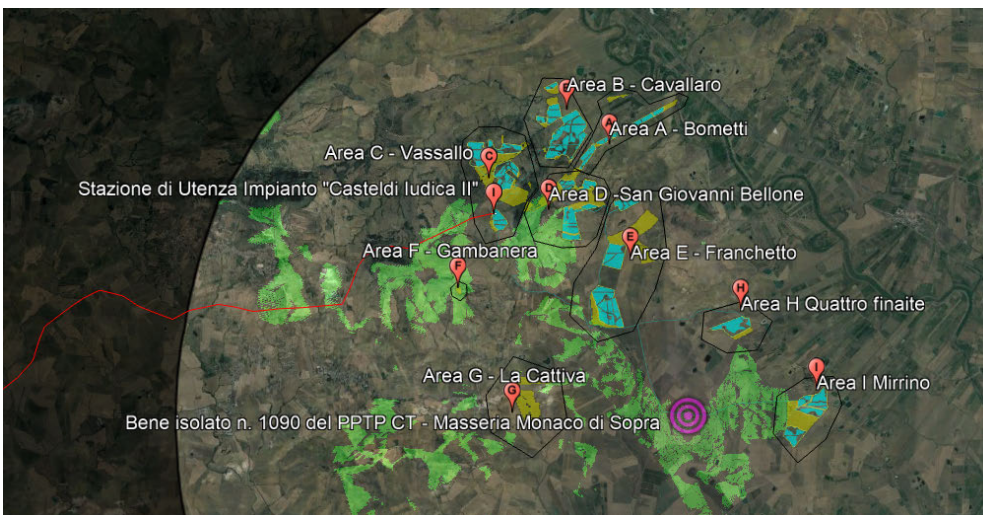 Area B - Cavallaro
A
Area A - Bometti
Area C - Vassallo
C
Stazione di Utenza Impianto "Casteldi Iudica II"
I
D
Area D -San Giovanni Bellone
E
Area E - Franchetto
Area F - Gambanera
F
H
Area H Quattro finaite
Area G - La Cattiva
G
I
Area I Mirrino
Bene isolato n. 1090 del PPTP CT - Masseria Monaco di Sopra